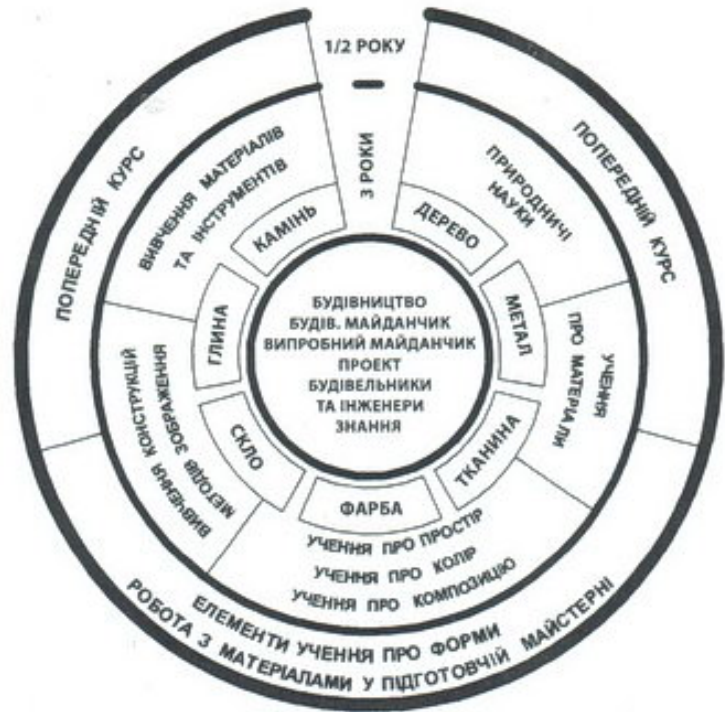 1/2 РОКУ
3 РОКИ
ПОПЕРЕДНІЙ КУРС
ПОПЕРЕДНІЙ КУРС
ЕЛЕМЕНТИ УЧЕННЯ ПРО ФОРМИ
РОБОТА З МАТЕРІАЛАМИ У ПІДГОТОВЧІЙ МАЙСТЕРНІ
ВИВЧЕННЯ МАТЕРІАЛІВ
ТА ІНСТРУМЕНТІВ
ПРИРОДНИЧІ
НАУКИ
УЧЕННЯ
ПРО МАТЕРІАЛИ
УЧЕННЯ ПРО ПРОСТІР
УЧЕННЯ ПРО КОЛІР
УЧЕННЯ ПРО КОМПОЗИЦІЮ
ВИВЧЕННЯ КОНСТРУКЦІЙ
МЕТОДІВ ЗОБРАЖЕННЯ
КАМІНЬ
ДЕРЕВО
МЕТАЛ
ТКАНИНА
ФАРБА
СКЛО
ГЛИНА
БУДІВНИЦТВО
БУДІВ. МАЙДАНЧИК
ВИПРОБНИЙ МАЙДАНЧИК
ПРОЕКТ
БУДІВЕЛЬНИКИ
ТА ІНЖЕНЕРИ
ЗНАННЯ